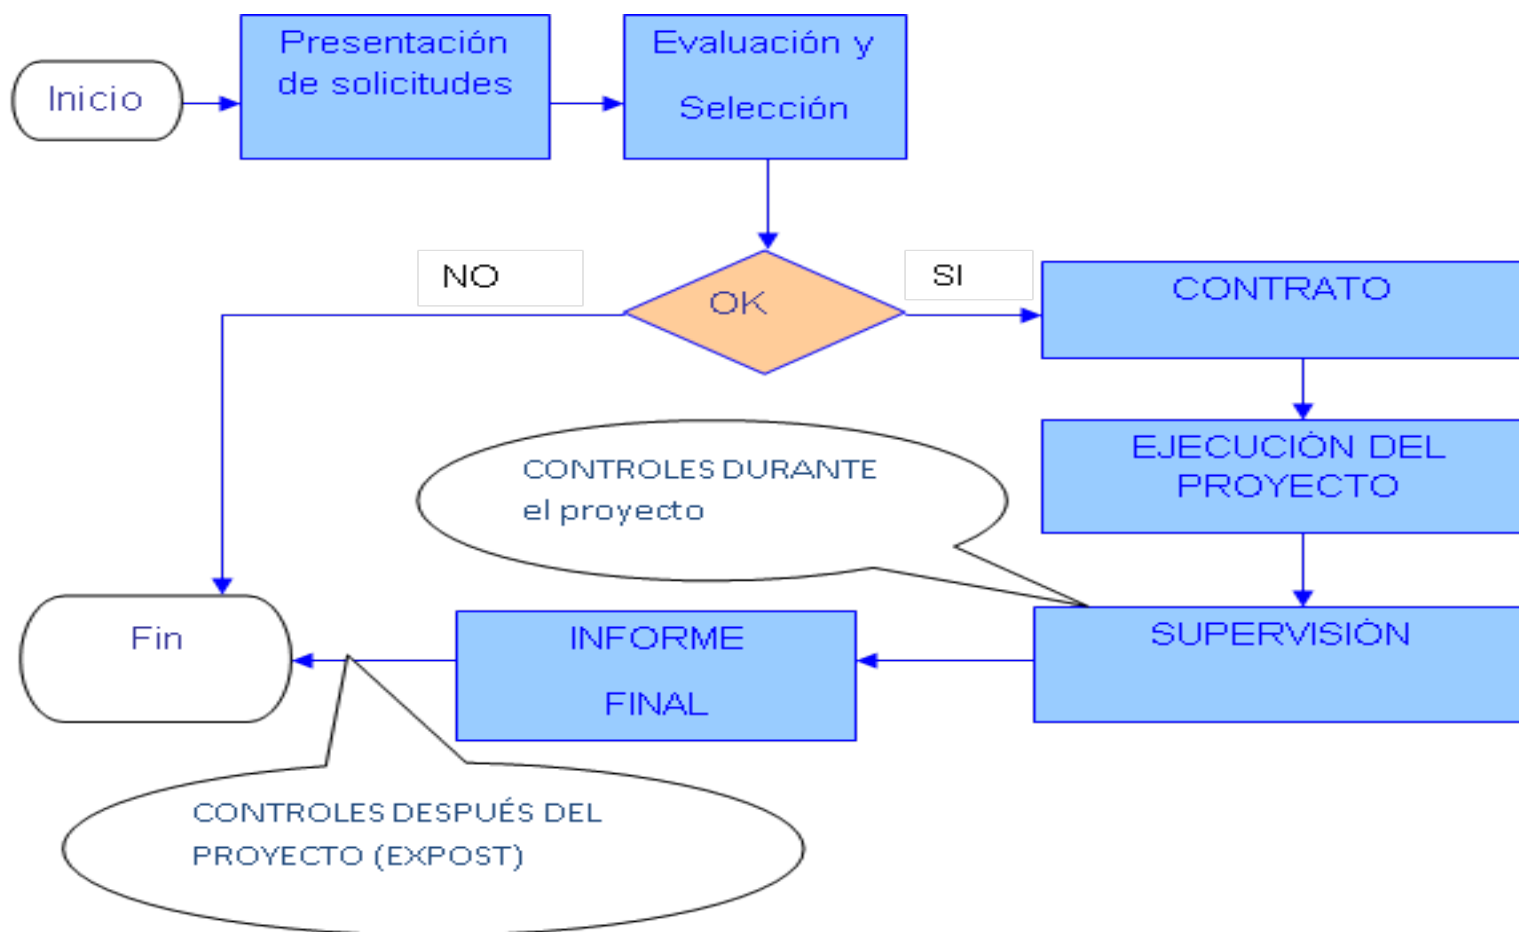 Inicio
Presentación
de solicitudes
Evaluación y
Selección
NO
OK
SI
CONTRATO
EJECUCIÓN DEL
PROYECTO
CONTROLES DURANTE
el proyecto
SUPERVISIÓN
INFORME
FINAL
Fin
CONTROLES DESPUÉS DEL
PROYECTO (EXPOST)